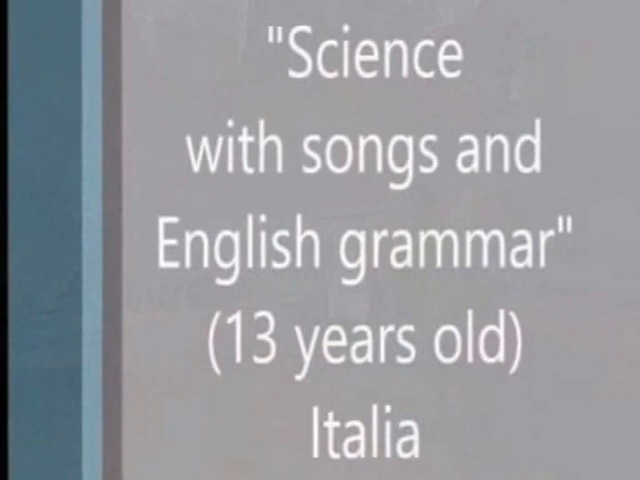 "Science
with songs and
English grammar"
(13 years old)
Italia